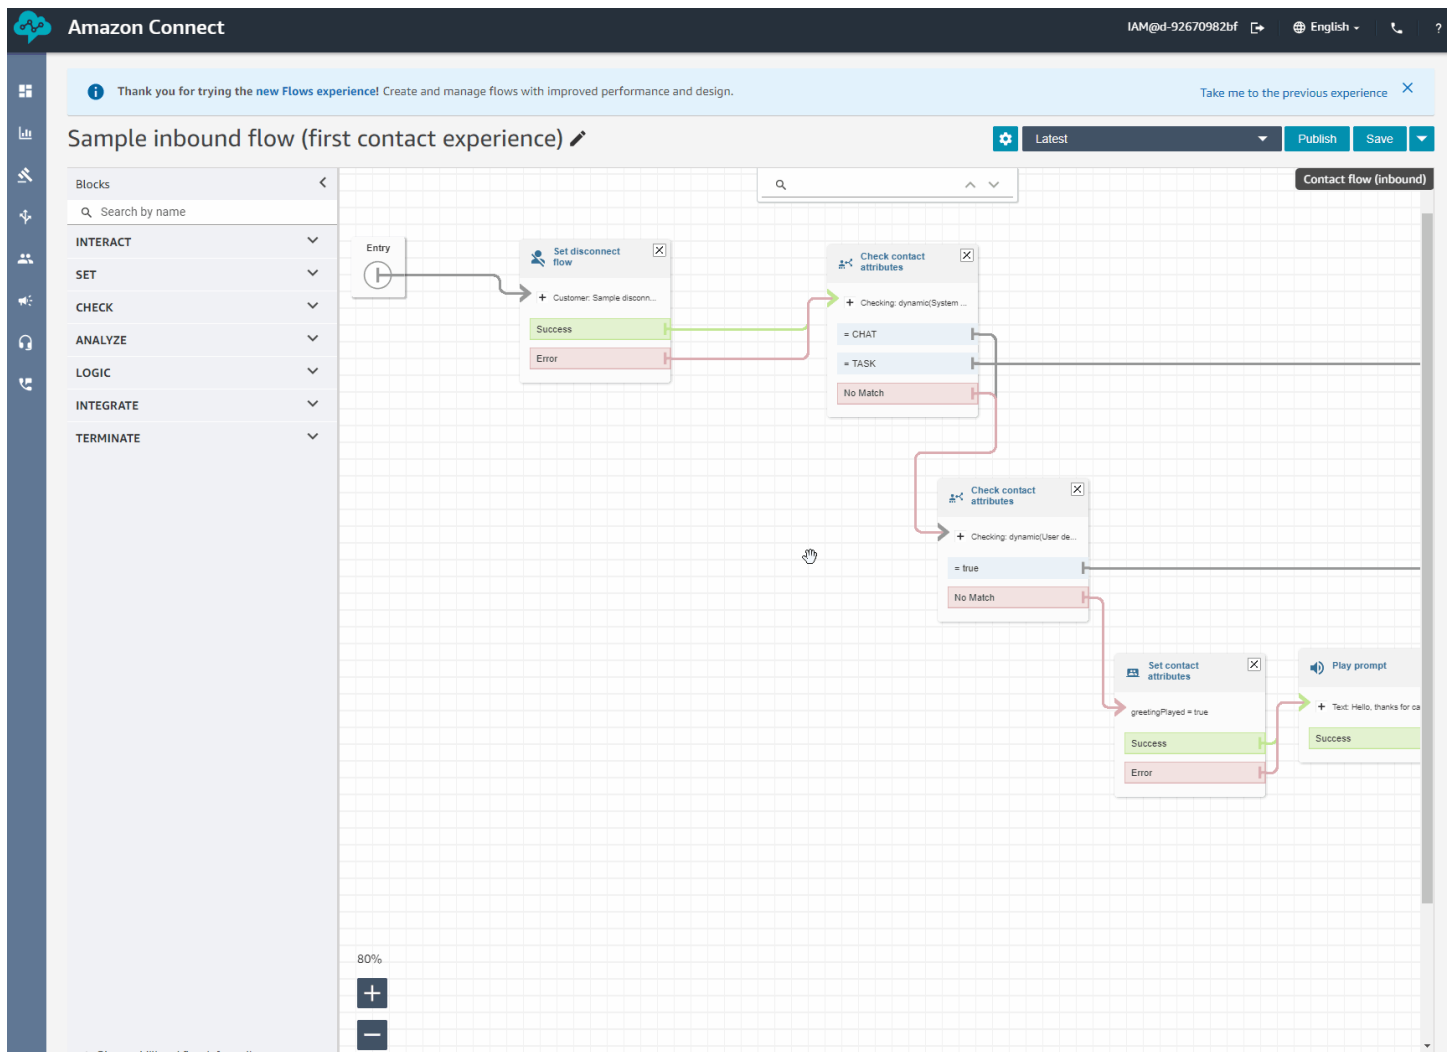 Amazon Connect
IAM@d-92670982bf
English
?
Thank you for trying the new Flows experience! Create and manage flows with improved performance and design.
Take me to the previous experience
Sample inbound flow (first contact experience)
Latest
Publish
Save
Blocks
Contact flow (inbound)
Search by name
INTERACT
SET
CHECK
ANALYZE
LOGIC
INTEGRATE
TERMINATE
Entry
Set disconnect
flow
+ Customer: Sample disconn...
Success
Error
Check contact
attributes
+ Checking: dynamic(System ...
= CHAT
= TASK
No Match
Check contact
attributes
+ Checking: dynamic(User de...
= true
No Match
Set contact
attributes
greetingPlayed = true
Success
Error
Play prompt
+ Text: Hello, thanks for ca
Success
80%